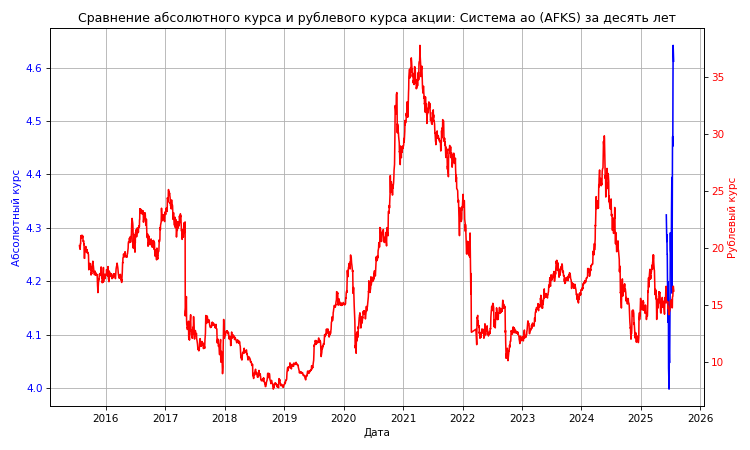 Сравнение абсолютного курса и рублевого курса акции: Система ао (AFKS) за десять лет
Абсолютный курс
4.6
4.5
4.4
4.3
4.2
4.1
4.0
35
30
25
20
15
10
Рублевый курс
2016 2017 2018 2019 2020 2021 2022 2023 2024 2025 2026
Дата